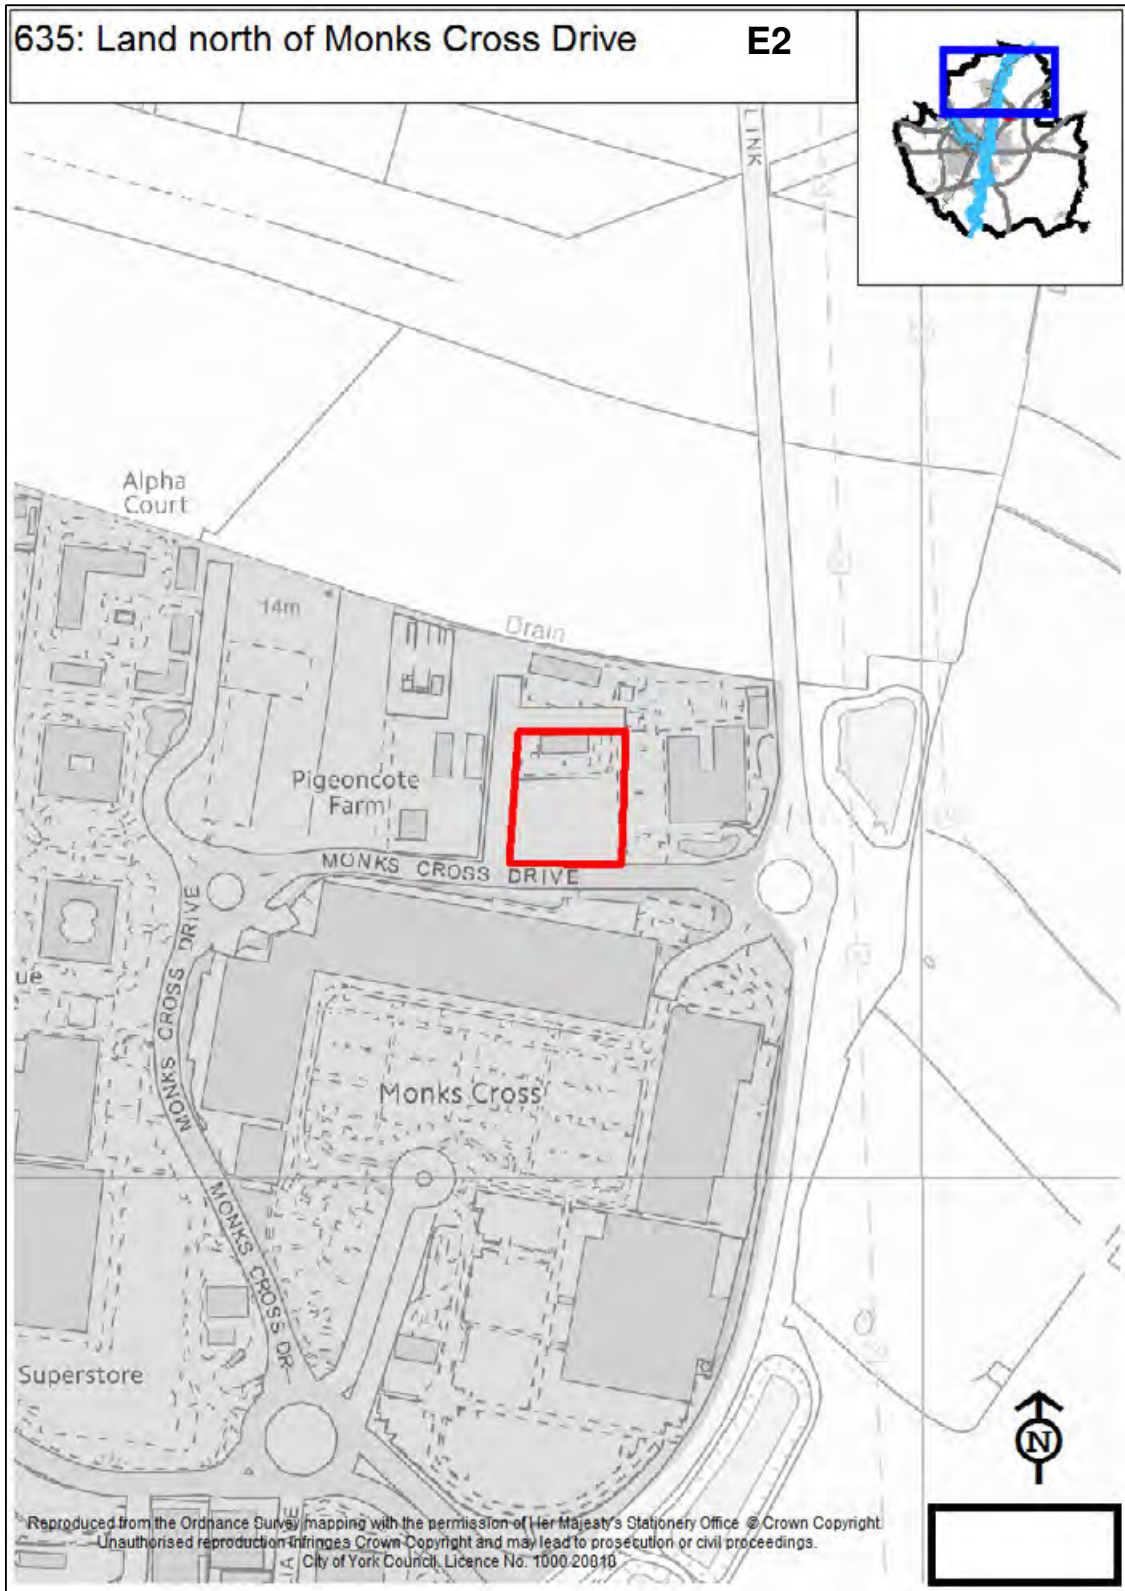 635: Land north of Monks Cross Drive
E2
LINK
Alpha
Court
14m
Drain
Pigeoncote
Farm
MONKS CROSS DRIVE
MONKS CROSS DRIVE
ue
MONKS CROSS DR
Monks Cross
Superstore
N
Reproduced from the Ordnance Survey mapping with the permission of Her Majesty's Stationery Office © Crown Copyright.
Unauthorised reproduction infringes Crown Copyright and may lead to prosecution or civil proceedings.
City of York Council, Licence No. 1000 20818